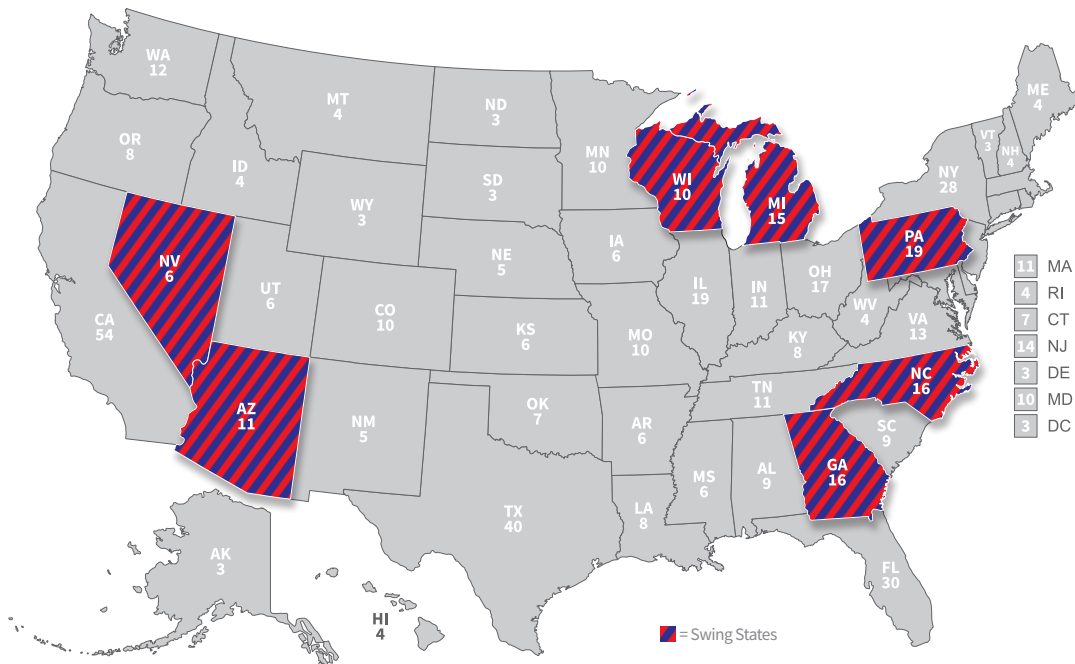 WA
12
OR
8
CA
54
NV
6
ID
4
MT
4
WY
3
UT
6
AZ
11
CO
10
NM
5
ND
3
SD
3
NE
5
KS
6
OK
7
TX
40
MN
10
IA
6
MO
10
AR
6
LA
8
WI
10
IL
19
MI
15
IN
11
OH
17
KY
8
TN
11
MS
6
AL
9
GA
16
FL
30
SC
9
NC
16
VA
13
WV
4
PA
19
NY
28
VT
3
NH
4
ME
4
11 MA
4 RI
7 CT
14 NJ
3 DE
10 MD
3 DC
AK
3
HI
4
= Swing States